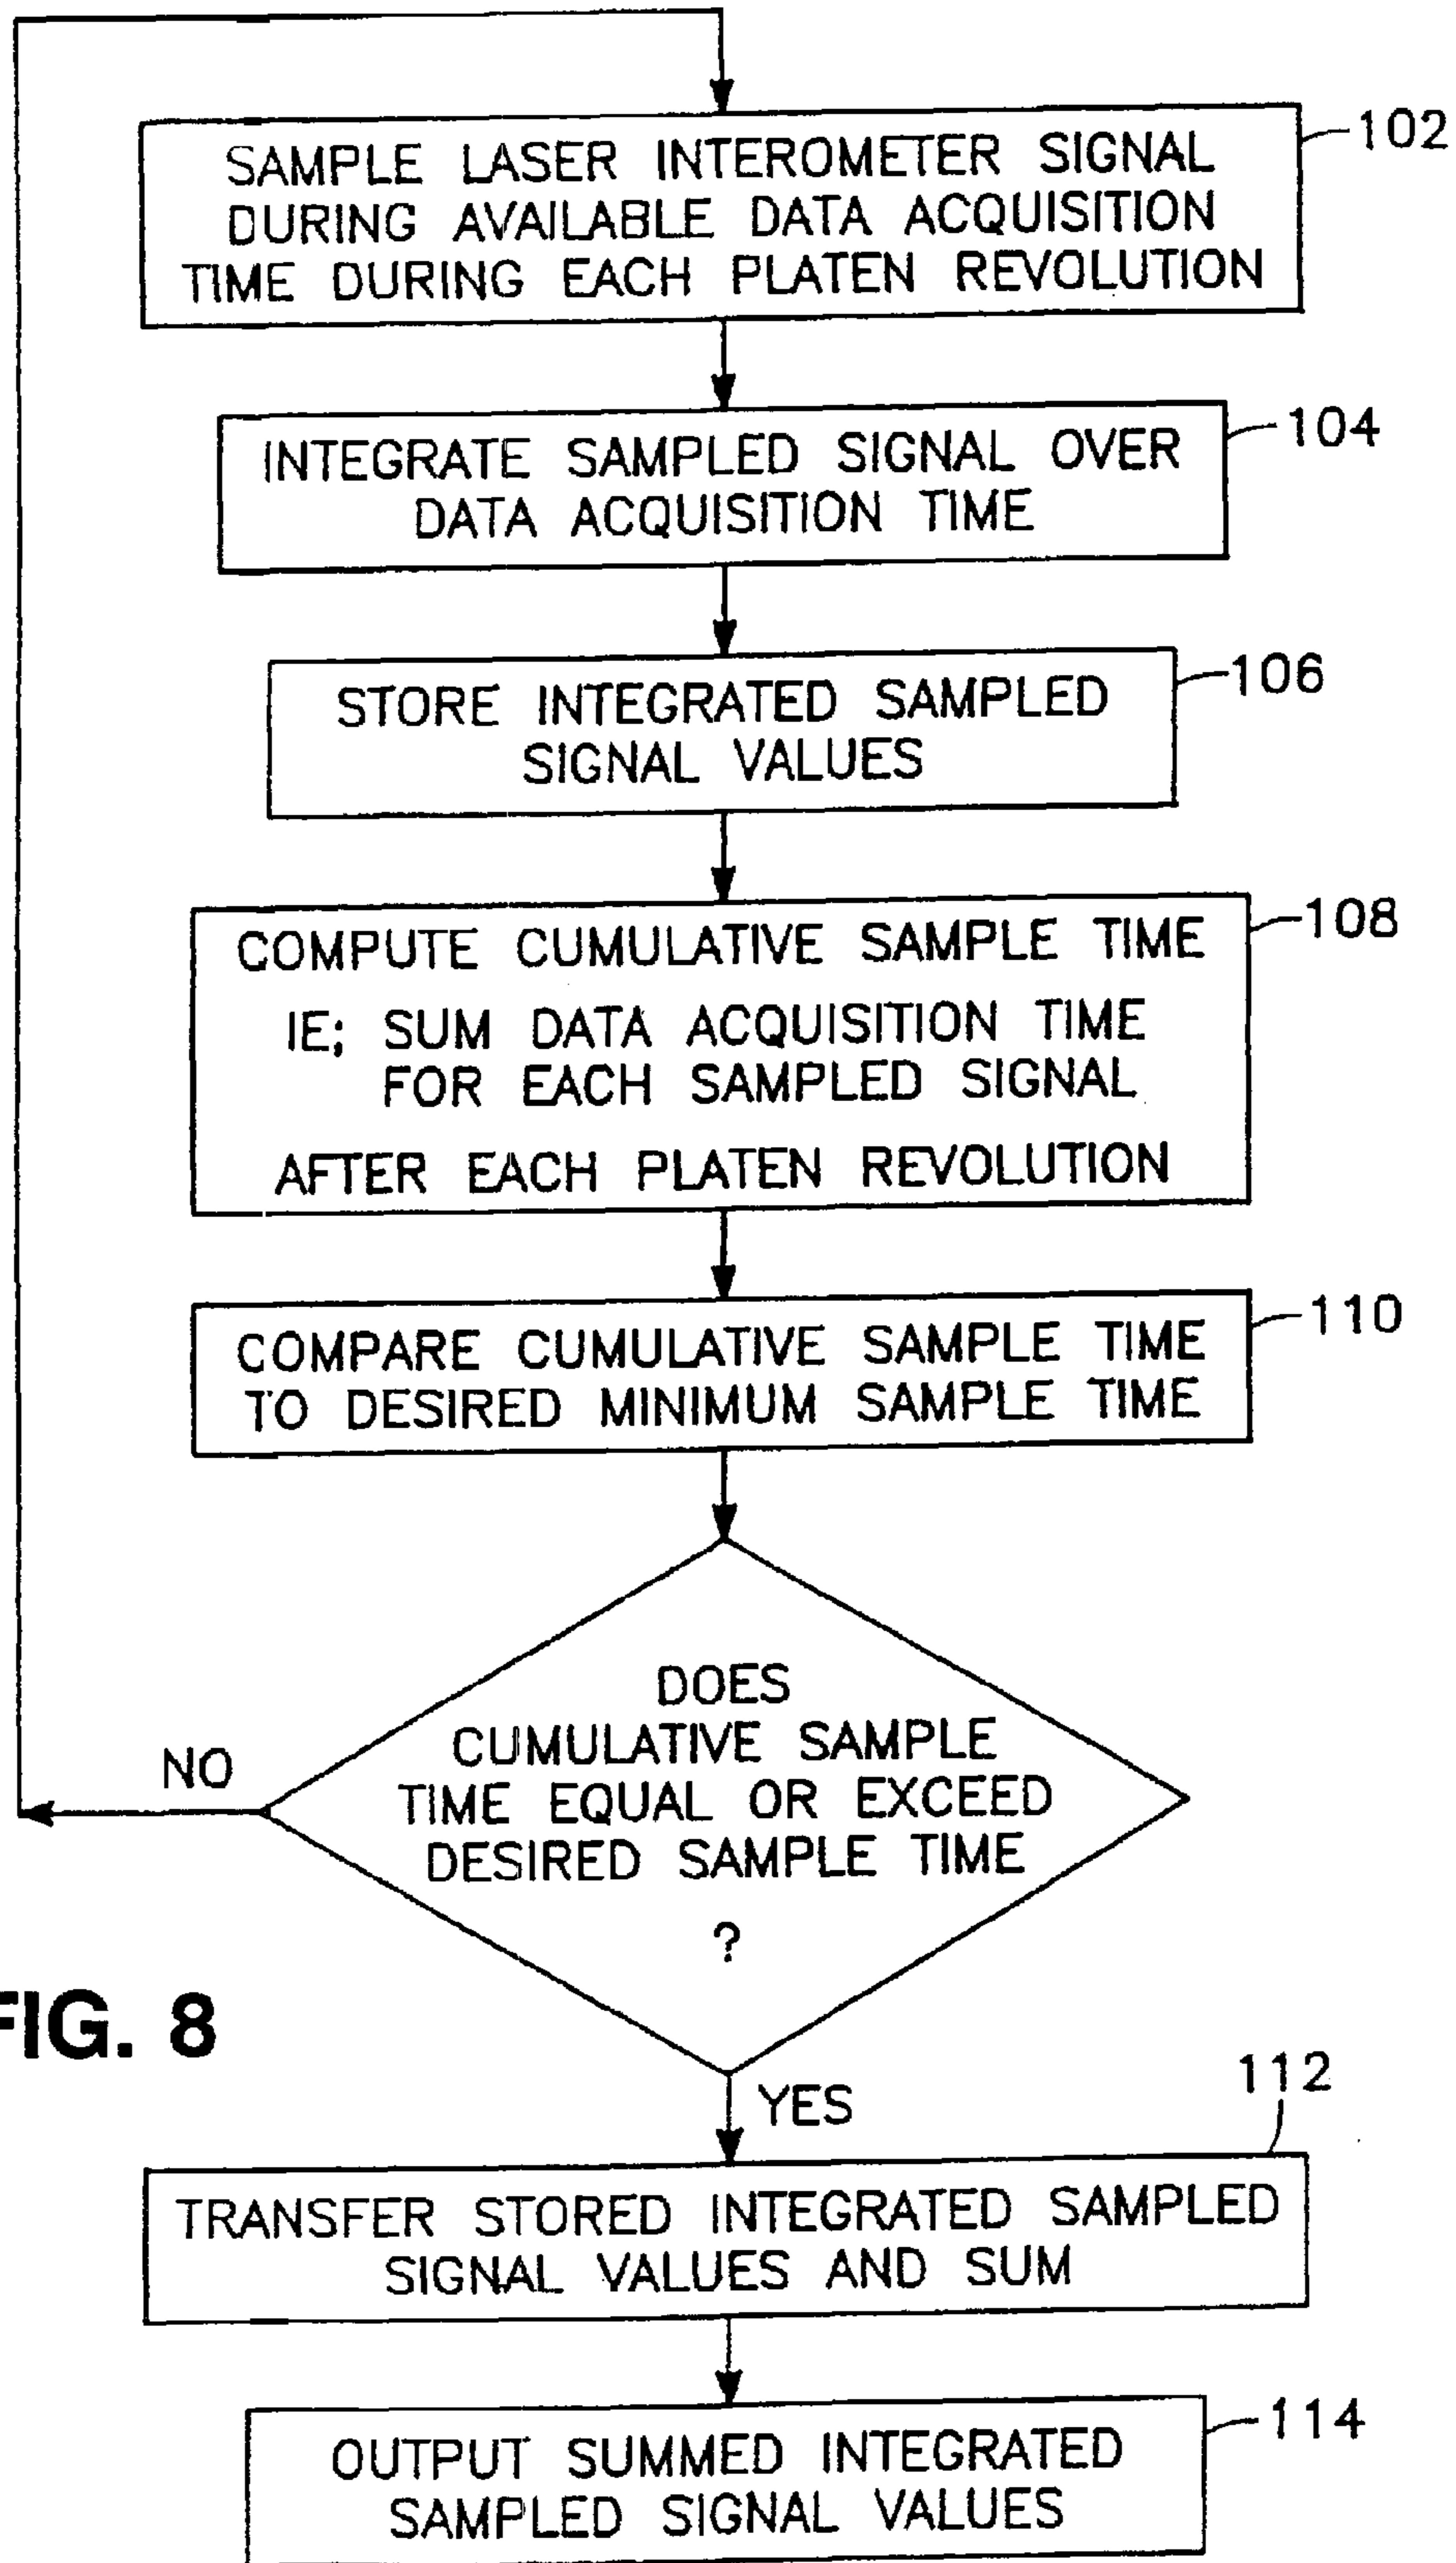 SAMPLE LASER INTEROMETER SIGNAL
DURING AVAILABLE DATA ACQUISITION
TIME DURING EACH PLATEN REVOLUTION
102
INTEGRATE SAMPLED SIGNAL OVER
DATA ACQUISITION TIME
104
STORE INTEGRATED SAMPLED
SIGNAL VALUES
106
COMPUTE CUMULATIVE SAMPLE TIME
IE; SUM DATA ACQUISITION TIME
FOR EACH SAMPLED SIGNAL
AFTER EACH PLATEN REVOLUTION
108
COMPARE CUMULATIVE SAMPLE TIME
TO DESIRED MINIMUM SAMPLE TIME
110
DOES
CUMULATIVE SAMPLE
TIME EQUAL OR EXCEED
DESIRED SAMPLE TIME
?
NO
FIG. 8
YES
112
TRANSFER STORED INTEGRATED SAMPLED
SIGNAL VALUES AND SUM
OUTPUT SUMMED INTEGRATED
SAMPLED SIGNAL VALUES
114